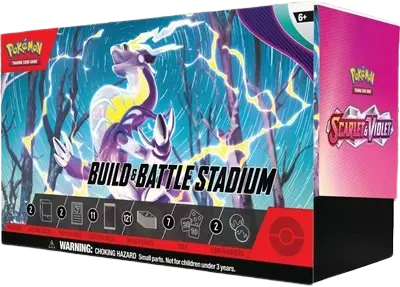 Pokémon
TRADING CARD GAME
6+
BUILD & BATTLE STADIUM
2
2
11
121
7
2
WARNING: CHOKING HAZARD Small parts. Not for children under 3 years.
Pokémon
TRADING CARD GAME
SCARLET & VIOLET